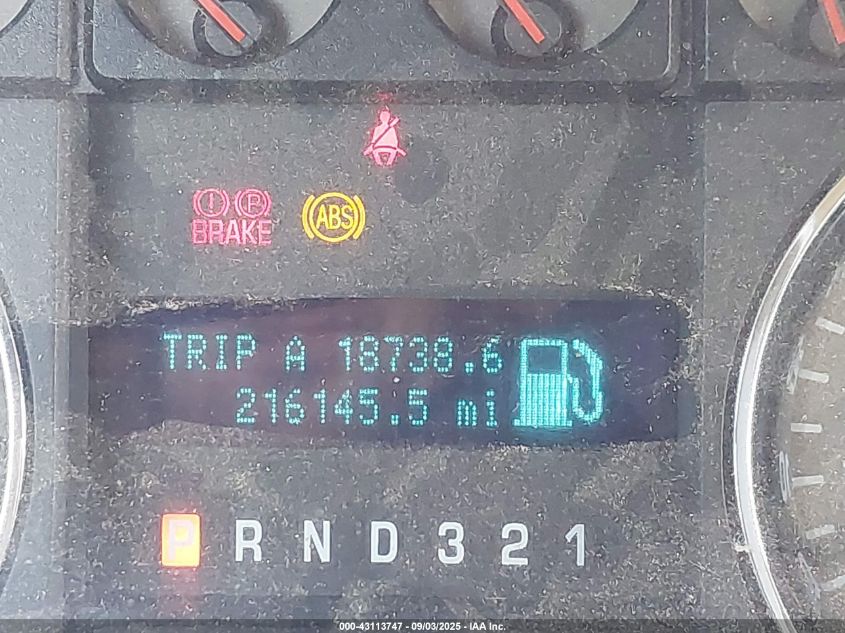 ! P
BRAKE
ABS
TRIP A 18738.6
216145.5 mi
P R N D 3 2 1
000-43113747 - 09/03/2025 - IAA Inc.